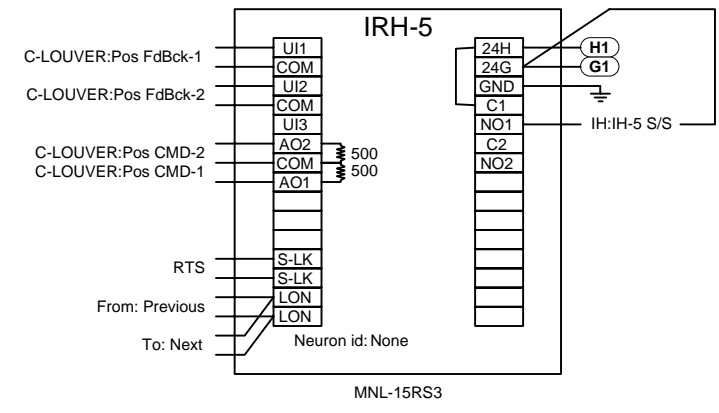 IRH-5
C-LOUVER:Pos FdBck-1
C-LOUVER:Pos FdBck-2
C-LOUVER:Pos CMD-2
C-LOUVER:Pos CMD-1
RTS
From: Previous
To: Next
UI1
COM
UI2
COM
UI3
AO2
COM
AO1
S-LK
S-LK
LON
LON
500
500
Neuron id: None
24H
24G
GND
C1
NO1
C2
NO2
H1
G1
IH:IH-5 S/S
MNL-15RS3